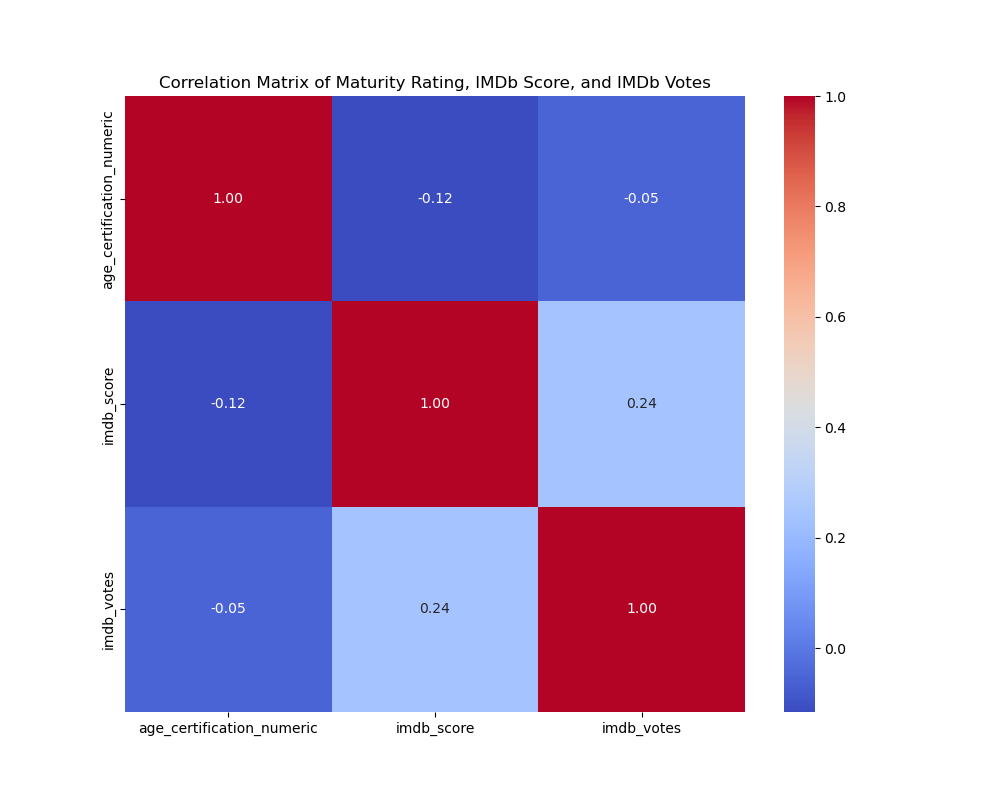 Correlation Matrix of Maturity Rating, IMDb Score, and IMDb Votes
age_certification_numeric
imdb_score
imdb_votes
1.00 -0.12 -0.05
-0.12 1.00 0.24
-0.05 0.24 1.00
age_certification_numeric imdb_score imdb_votes
1.0
0.8
0.6
0.4
0.2
0.0